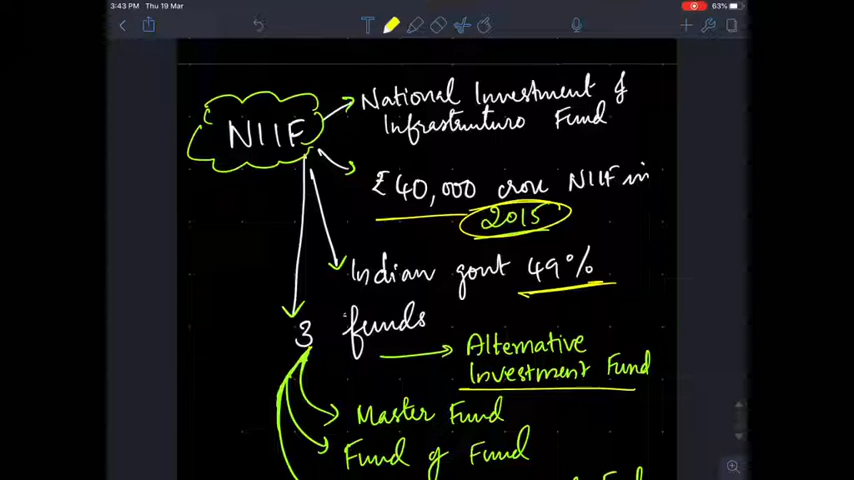 3:43 PM Thu 19 Mar
63%
T
NIIF
National Investment &
Infrastructure Fund
₹40,000 crore NIIF in
2015
Indian govt 49%
3 funds
Alternative
Investment Fund
Master Fund
Fund of Fund